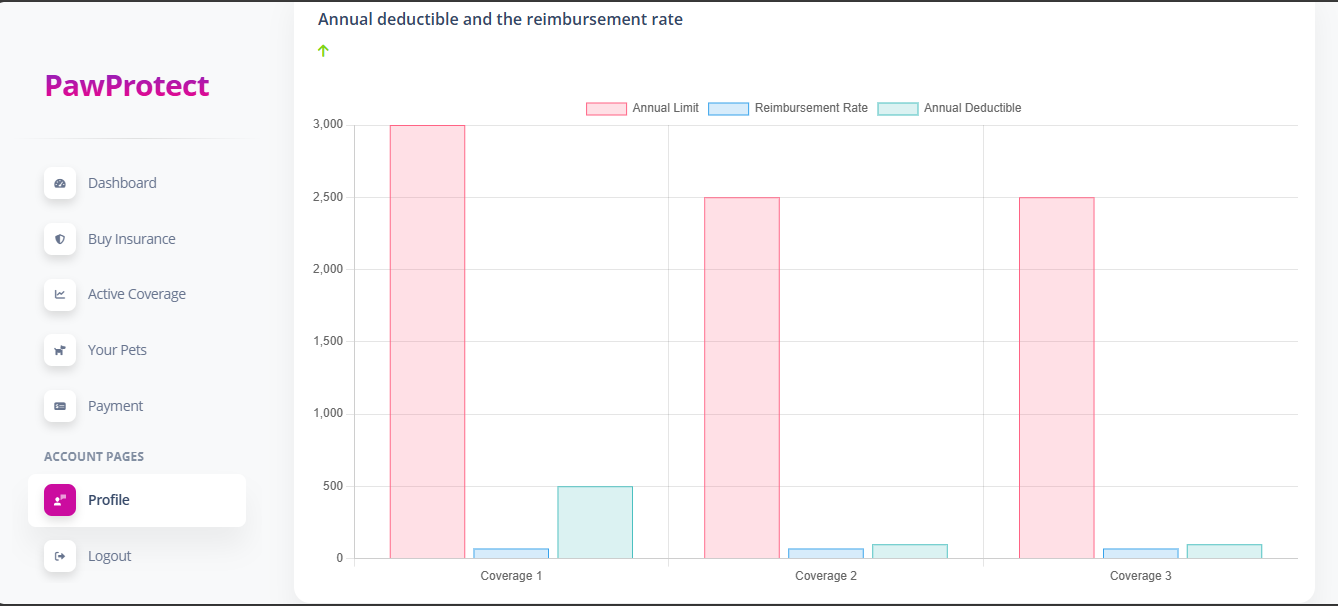 PawProtect
Dashboard
Buy Insurance
Active Coverage
Your Pets
Payment
ACCOUNT PAGES
Profile
Logout
Annual deductible and the reimbursement rate
Annual Limit Reimbursement Rate Annual Deductible
3,000
2,500
2,000
1,500
1,000
500
0
Coverage 1 Coverage 2 Coverage 3